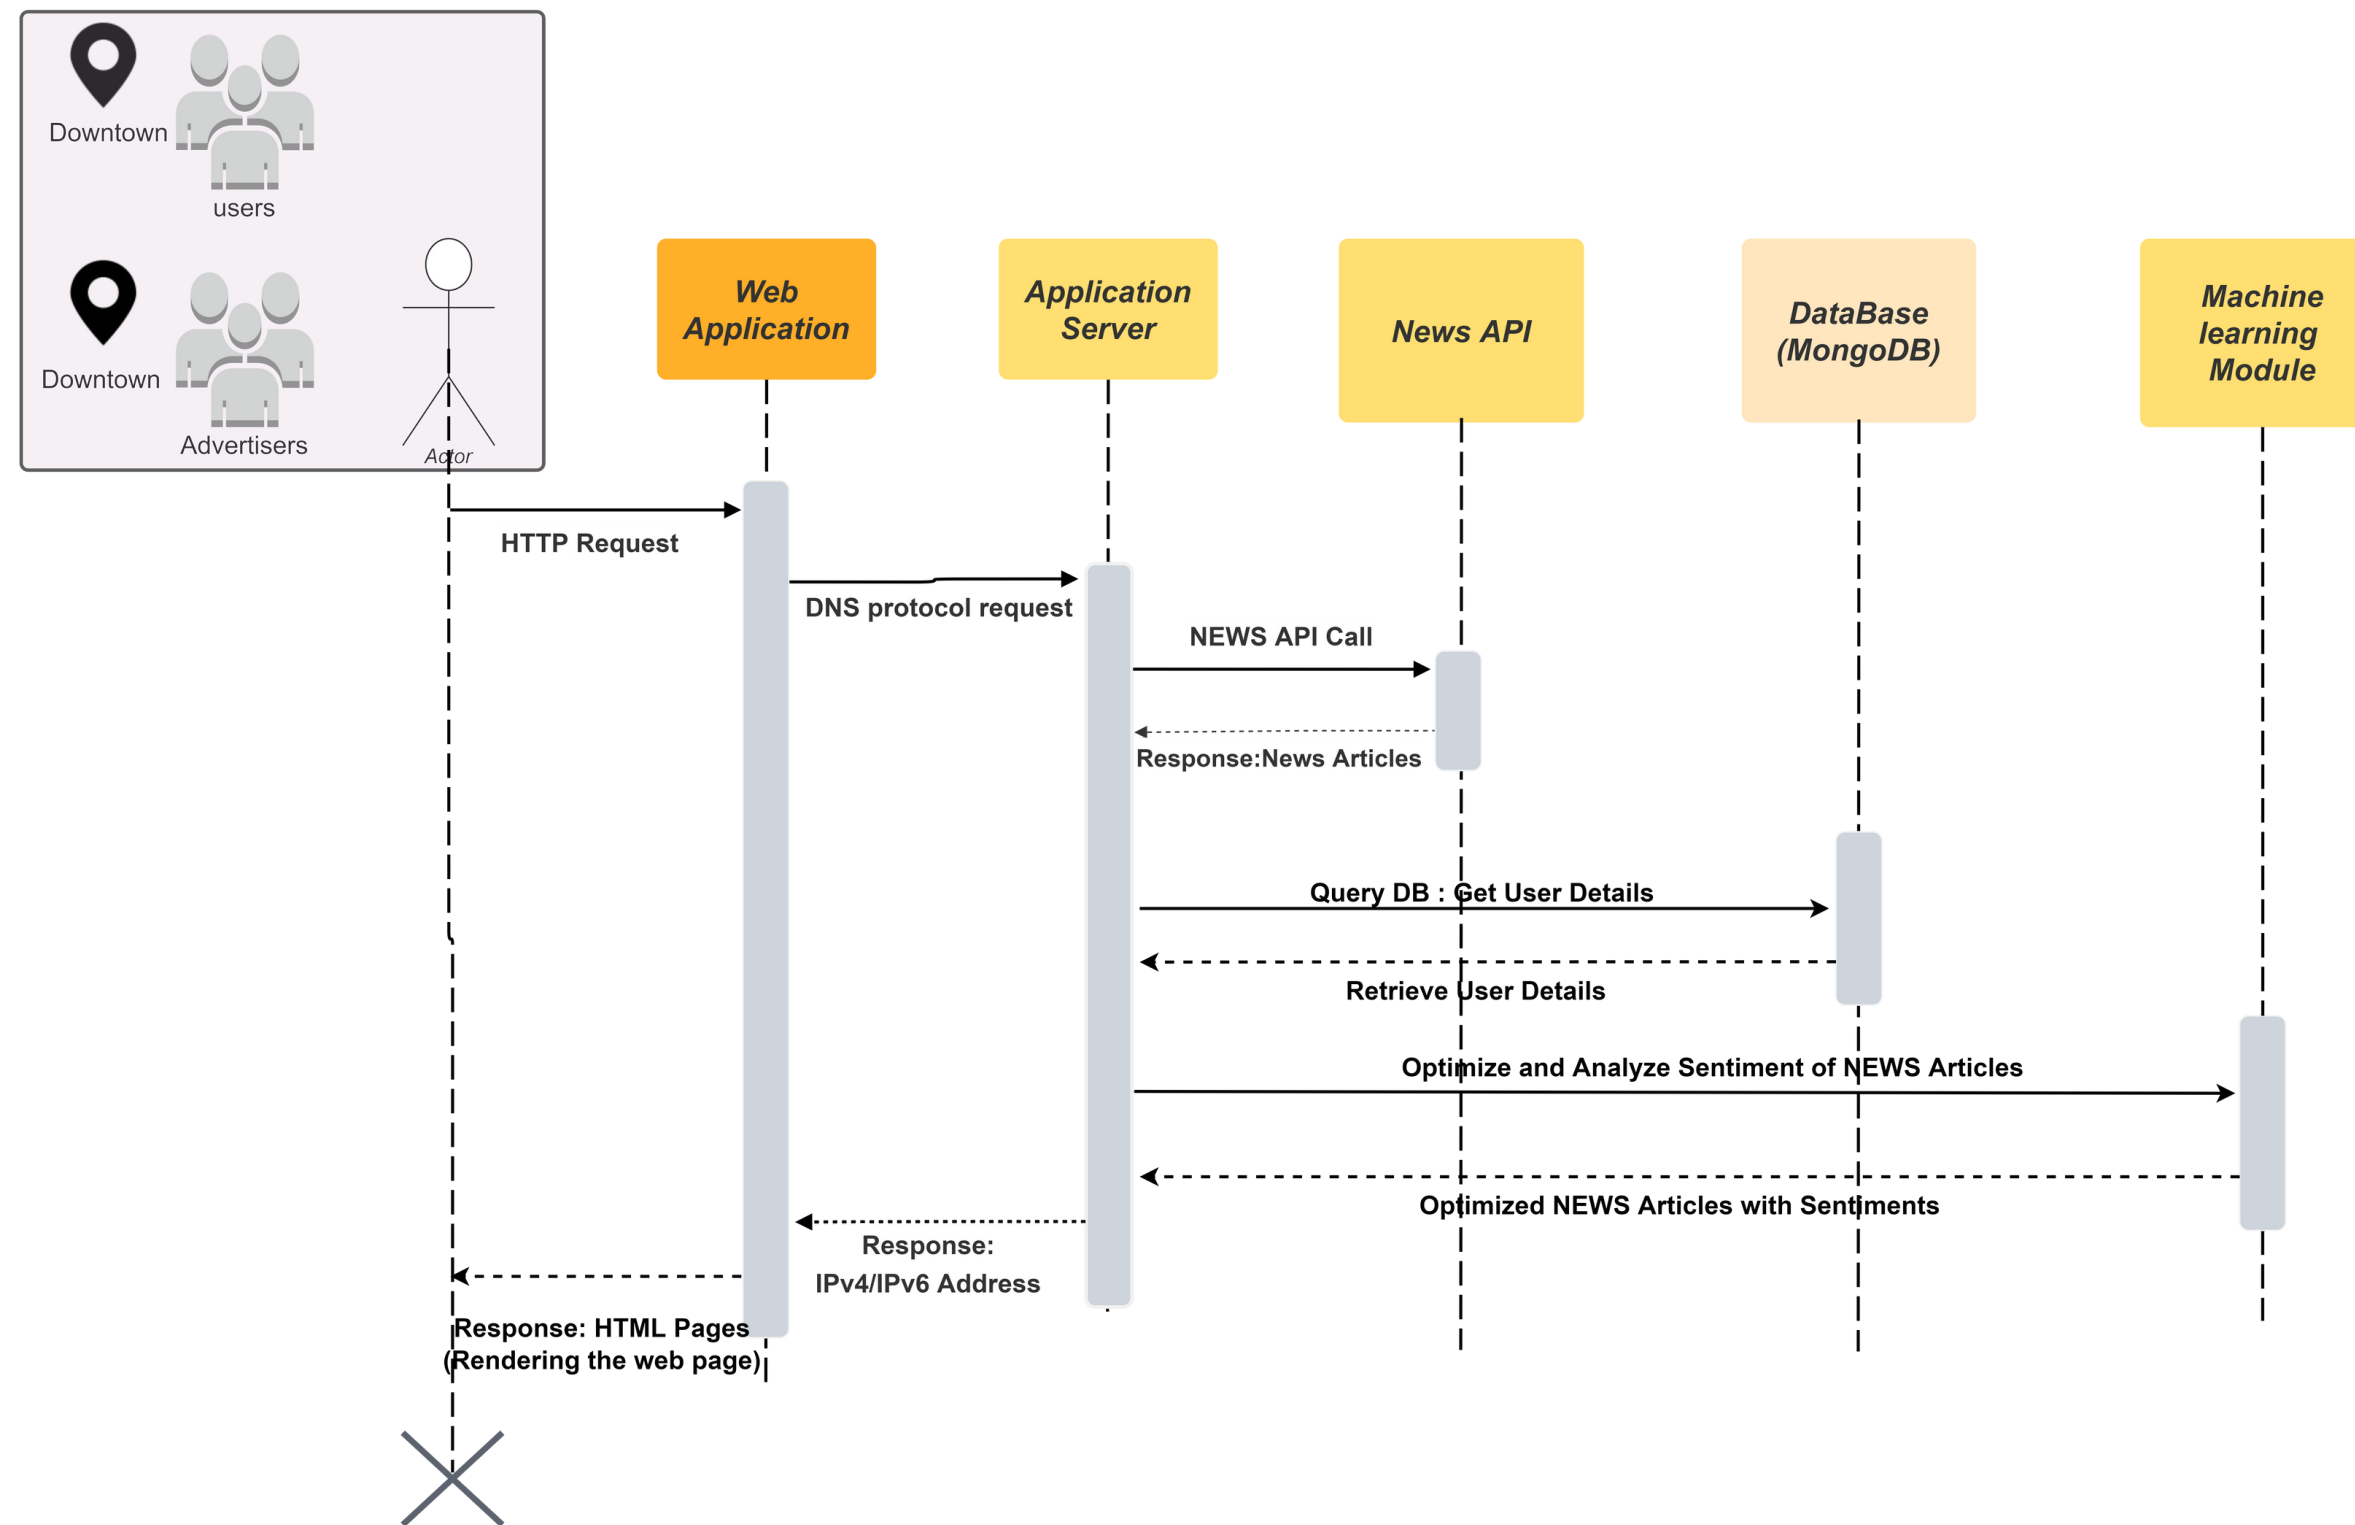 Downtown
users
Downtown
Advertisers
Actor
Web
Application
Application
Server
News API
DataBase
(MongoDB)
Machine
learning
Module
HTTP Request
DNS protocol request
NEWS API Call
Response:News Articles
Query DB : Get User Details
Retrieve User Details
Optimize and Analyze Sentiment of NEWS Articles
Optimized NEWS Articles with Sentiments
Response:
IPv4/IPv6 Address
Response: HTML Pages
(Rendering the web page)